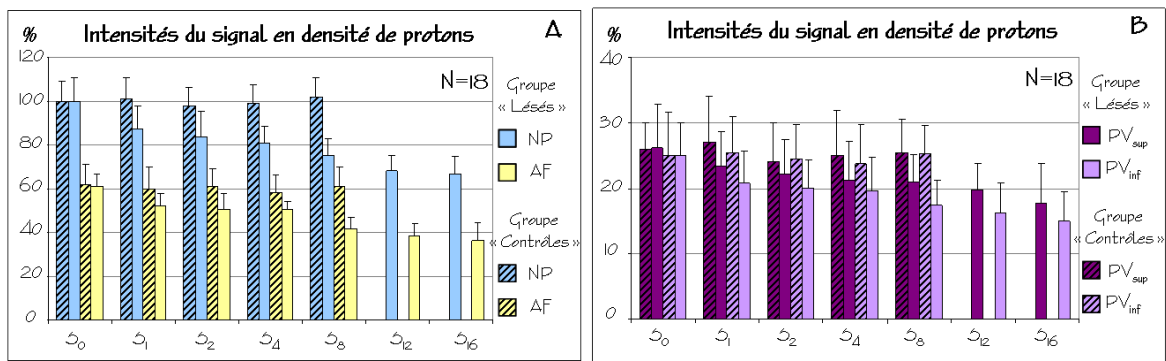 % Intensités du signal en densité de protons A
120
100
80
60
40
20
0
N=18
Groupe
« Lésés »
NP
AF
Groupe
« Contrôles »
NP
AF
S0 S1 S2 S4 S8 S12 S16
% Intensités du signal en densité de protons B
40
30
20
10
0
N=18
Groupe
« Lésés »
PVsup
PVinf
Groupe
« Contrôles »
PVsup
PVinf
S0 S1 S2 S4 S8 S12 S16